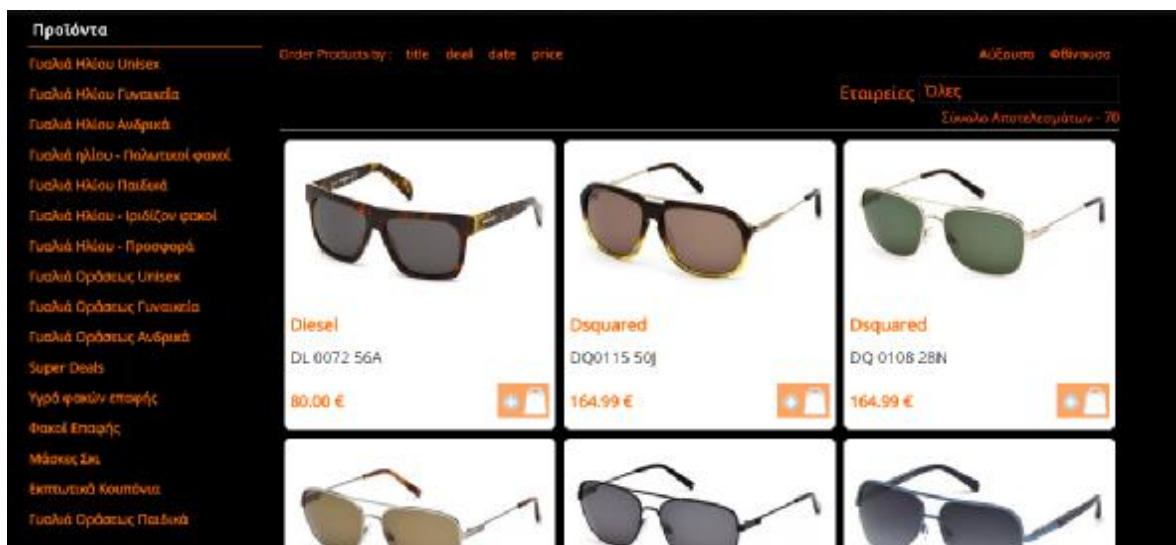 Προϊόντα
Γυαλιά Ηλίου Unisex
Γυαλιά Ηλίου Γυναικεία
Γυαλιά Ηλίου Ανδρικά
Γυαλιά ηλίου - Πολωτικοί φακοί
Γυαλιά Ηλίου Παιδικά
Γυαλιά Ηλίου - Ιριδίζον φακοί
Γυαλιά Ηλίου - Προσφορά
Γυαλιά Οράσεως Unisex
Γυαλιά Οράσεως Γυναικεία
Γυαλιά Οράσεως Ανδρικά
Super Deals
Υγρό φακών επαφής
Φακοί Επαφής
Μάσκες Σκι
Εκπτωτικά Κουπόνια
Γυαλιά Οράσεως Παιδικά
Order Products by : title deal date price
Αύξουσα Φθίνουσα
Εταιρείες Όλες
Σύνολο Αποτελεσμάτων - 70
Diesel
DL 0072 56A
80.00 €
Dsquared
DQ0115 50J
164.99 €
Dsquared
DQ 0108 28N
164.99 €